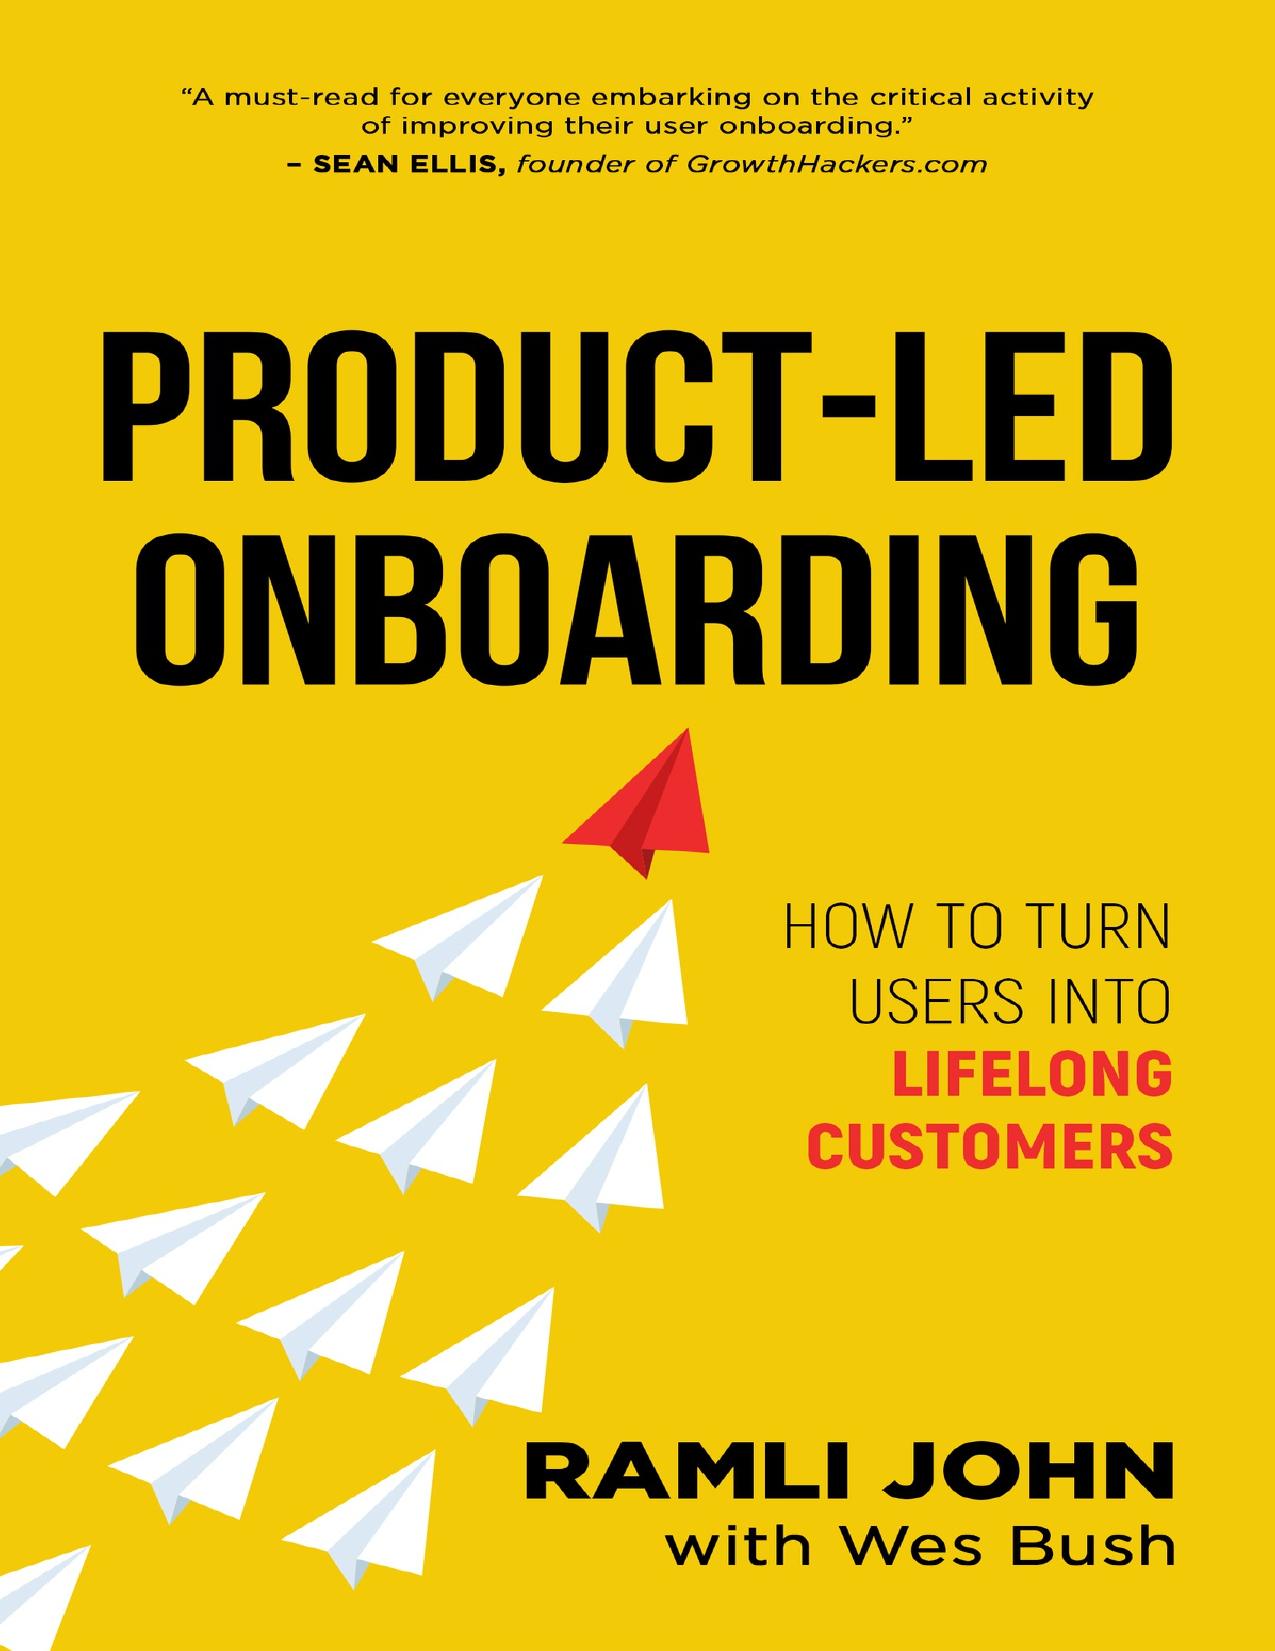 “A must-read for everyone embarking on the critical activity
of improving their user onboarding.”
– SEAN ELLIS, founder of GrowthHackers.com
PRODUCT-LED
ONBOARDING
HOW TO TURN
USERS INTO
LIFELONG
CUSTOMERS
RAMLI JOHN
with Wes Bush